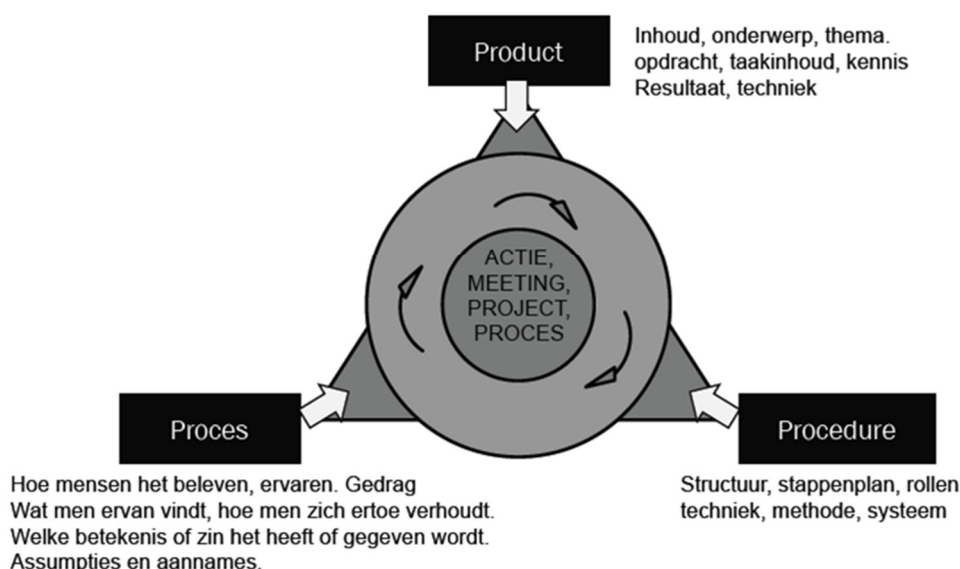 Product
Inhoud, onderwerp, thema.
opdracht, taakinhoud, kennis
Resultaat, techniek
ACTIE,
MEETING,
PROJECT,
PROCES
Proces
Hoe mensen het beleven, ervaren. Gedrag
Wat men ervan vindt, hoe men zich ertoe verhoudt.
Welke betekenis of zin het heeft of gegeven wordt.
Assumpties en aannames.
Procedure
Structuur, stappenplan, rollen
techniek, methode, systeem